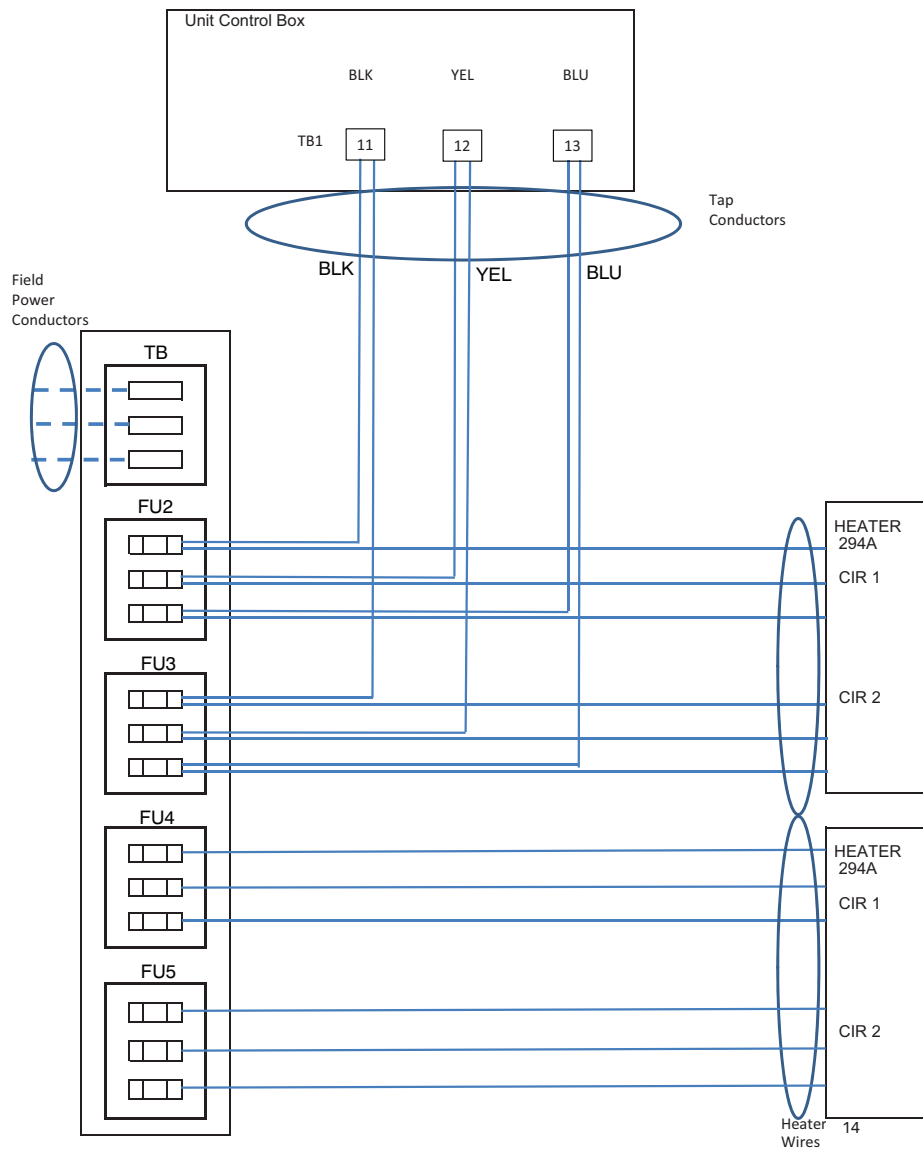 Unit Control Box
BLK YEL BLU
TB1 11 12 13
Tap
Conductors
BLK YEL BLU
Field
Power
Conductors
TB
FU2
HEATER
294A
CIR 1
FU3
CIR 2
FU4
HEATER
294A
CIR 1
FU5
CIR 2
Heater
Wires
14